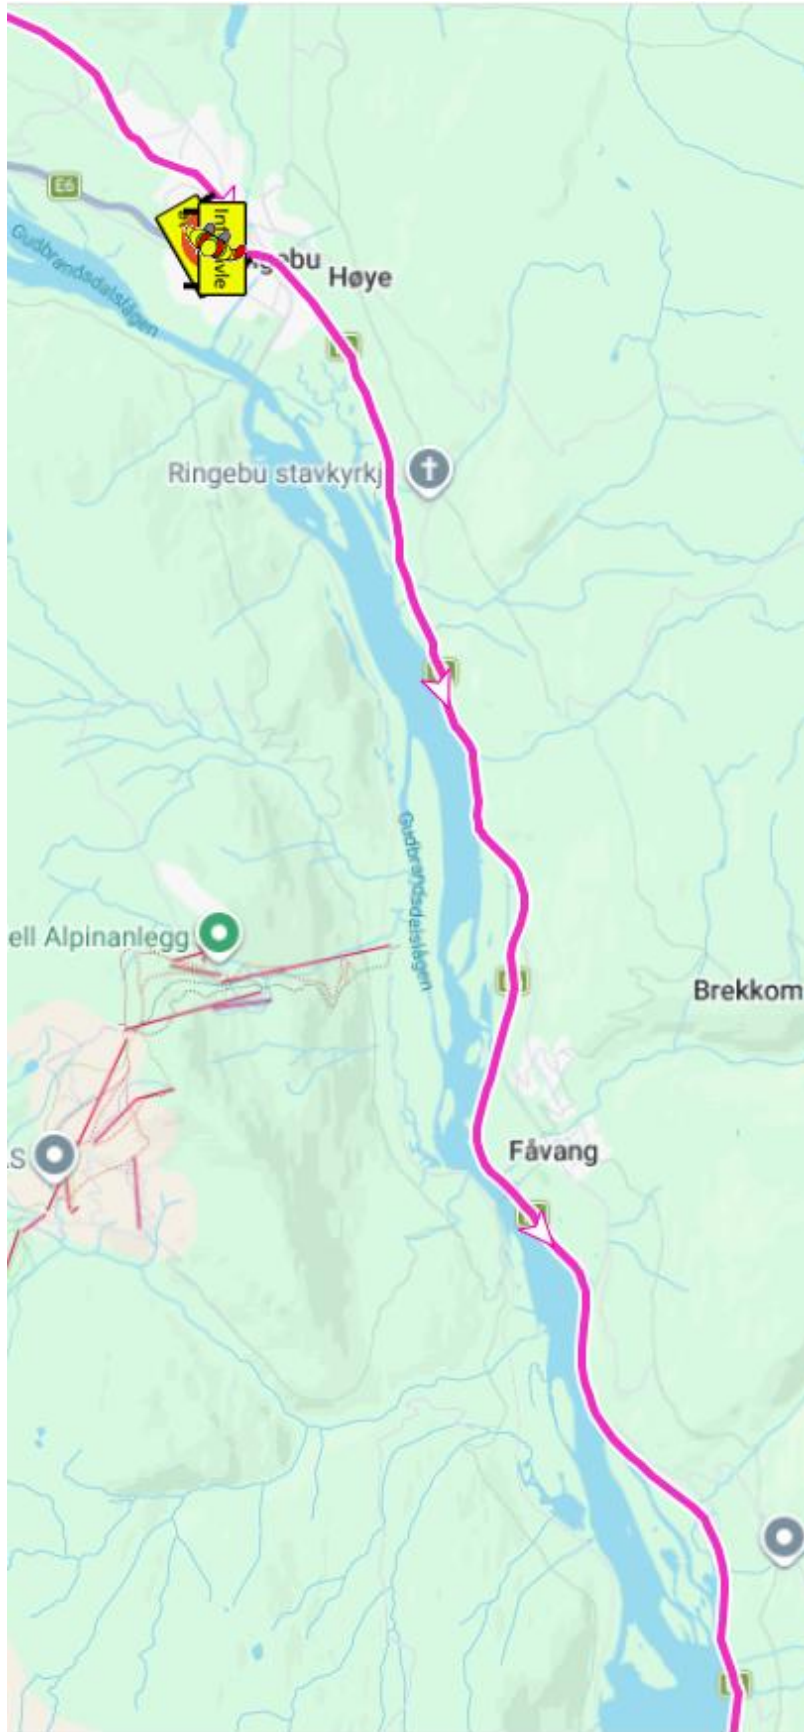 E6
Gudbrandsdalslågen
Høye
Ringebu stavkyrkj
Gudbrandsdalslågen
ell Alpinanlegg
Brekkom
S
Fåvang